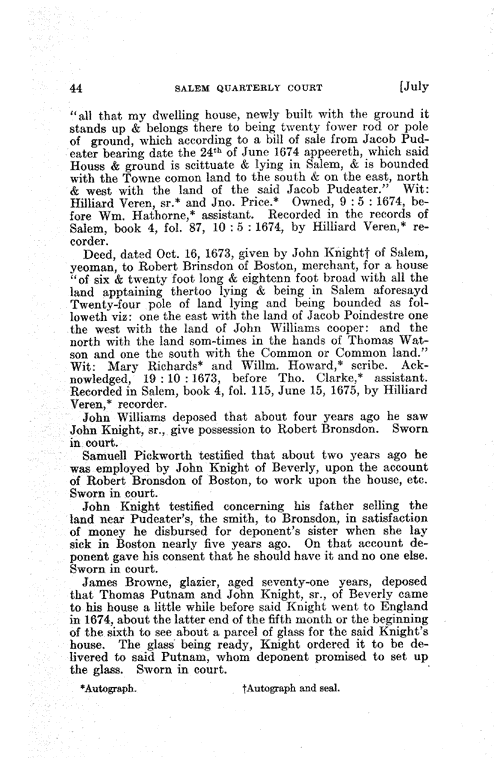 44 SALEM QUARTERLY COURT [July
"all that my dwelling house, newly built with the ground it
stands up & belongs there to being twenty fower rod or pole
of ground, which according to a bill of sale from Jacob Pud-
eater bearing date the 24th of June 1674 appeereth, which said
Houss & ground is scittuate & lying in Salem, & is bounded
with the Towne comon land to the south & on the east, north
& west with the land of the said Jacob Pudeater." Wit:
Hilliard Veren, sr.* and Jno. Price.* Owned, 9 : 5 : 1674, be-
fore Wm. Hathorne,* assistant. Recorded in the records of
Salem, book 4, fol. 87, 10 : 5 : 1674, by Hilliard Veren,* re-
corder.
Deed, dated Oct. 16, 1673, given by John Knight† of Salem,
yeoman, to Robert Brinsdon of Boston, merchant, for a house
"of six & twenty foot long & eightenn foot broad with all the
land apptaining thertoo lying & being in Salem aforesayd
Twenty-four pole of land lying and being bounded as fol-
loweth viz: one the east with the land of Jacob Poindestre one
the west with the land of John Williams cooper: and the
north with the land som-times in the hands of Thomas Wat-
son and one the south with the Common or Common land."
Wit: Mary Richards* and Willm. Howard,* scribe. Ack-
nowledged, 19 : 10 : 1673, before Tho. Clarke,* assistant.
Recorded in Salem, book 4, fol. 115, June 15, 1675, by Hilliard
Veren,* recorder.
John Williams deposed that about four years ago he saw
John Knight, sr., give possession to Robert Bronsdon. Sworn
in court.
Samuell Pickworth testified that about two years ago he
was employed by John Knight of Beverly, upon the account
of Robert Bronsdon of Boston, to work upon the house, etc.
Sworn in court.
John Knight testified concerning his father selling the
land near Pudeater's, the smith, to Bronsdon, in satisfaction
of money he disbursed for deponent's sister when she lay
sick in Boston nearly five years ago. On that account de-
ponent gave his consent that he should have it and no one else.
Sworn in court.
James Browne, glazier, aged seventy-one years, deposed
that Thomas Putnam and John Knight, sr., of Beverly came
to his house a little while before said Knight went to England
in 1674, about the latter end of the fifth month or the beginning
of the sixth to see about a parcel of glass for the said Knight's
house. The glass being ready, Knight ordered it to be de-
livered to said Putnam, whom deponent promised to set up
the glass. Sworn in court.
*Autograph. †Autograph and seal.